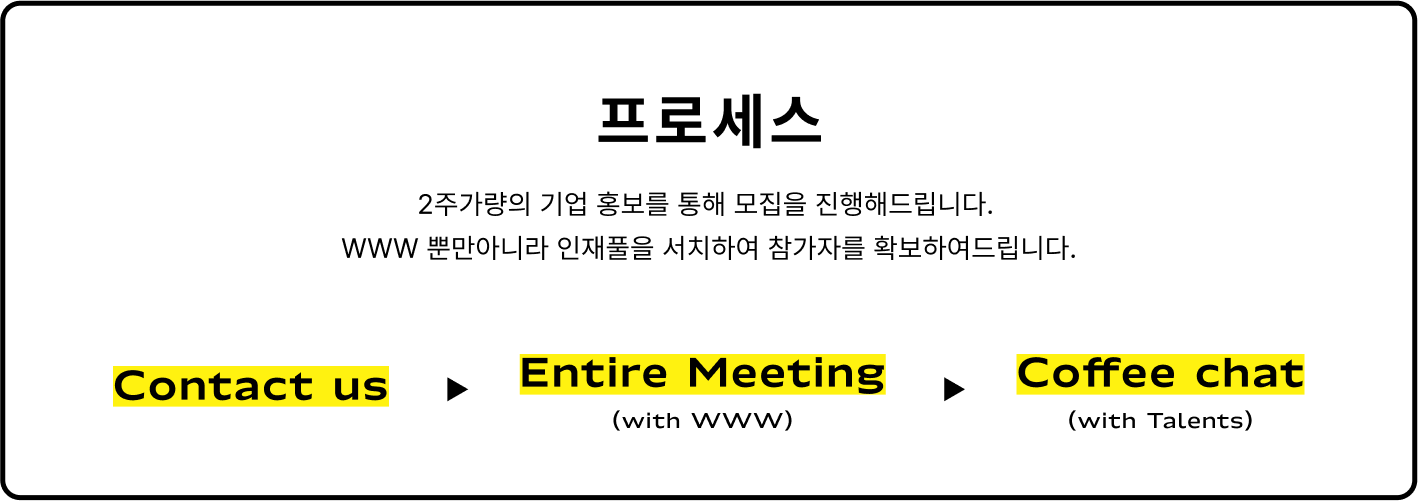 프로세스
2주가량의 기업 홍보를 통해 모집을 진행해드립니다.
WWW 뿐만아니라 인재풀을 서치하여 참가자를 확보하여드립니다.
Contact us ▶ Entire Meeting ▶ Coffee chat
(with WWW) (with Talents)